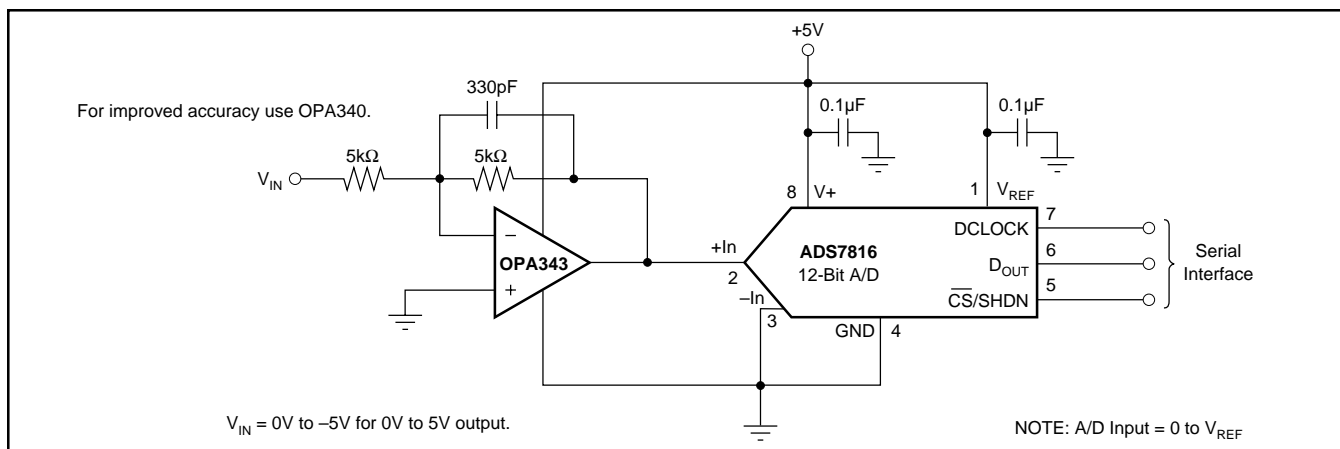 +5V
330pF
For improved accuracy use OPA340.
0.1µF
0.1µF
5kΩ
5kΩ
V_IN
8
V+
1
V_REF
7
DCLOCK
ADS7816
12-Bit A/D
+In
2
6
D_OUT
Serial
Interface
–
OPA343
+
–In
3
5
C̅S̅/SHDN
GND
4
V_IN = 0V to –5V for 0V to 5V output.
NOTE: A/D Input = 0 to V_REF